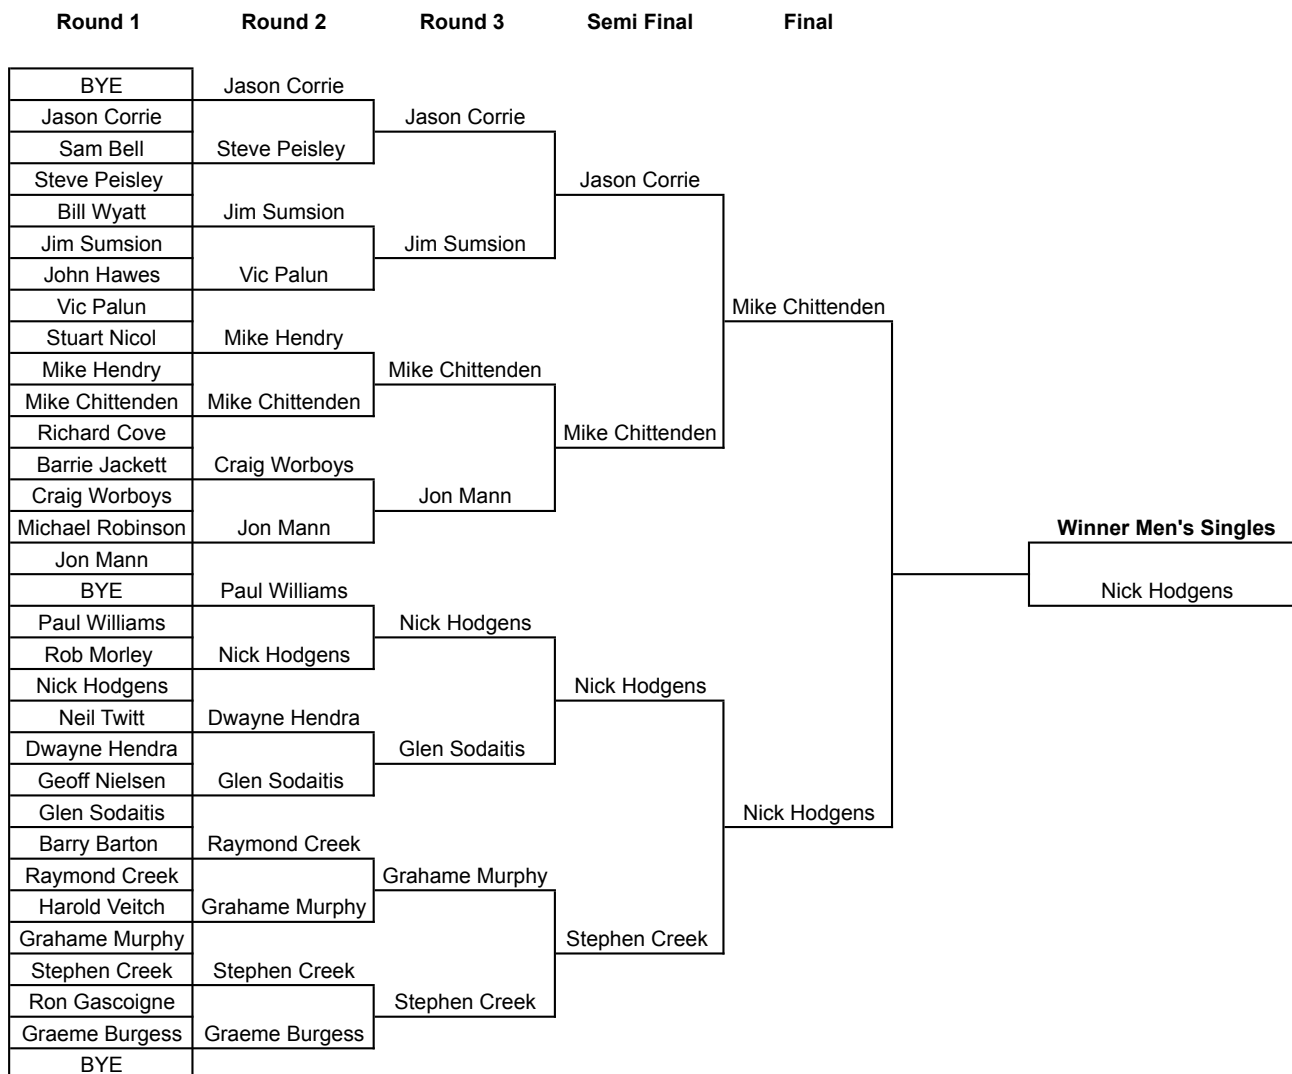 Round 1 Round 2 Round 3 Semi Final Final
BYE Jason Corrie
Jason Corrie Jason Corrie
Sam Bell Steve Peisley
Steve Peisley Jason Corrie
Bill Wyatt Jim Sumsion
Jim Sumsion Jim Sumsion
John Hawes Vic Palun
Vic Palun Mike Chittenden
Stuart Nicol Mike Hendry
Mike Hendry Mike Chittenden
Mike Chittenden Mike Chittenden
Richard Cove Mike Chittenden
Barrie Jackett Craig Worboys
Craig Worboys Jon Mann
Michael Robinson Jon Mann Winner Men's Singles
Jon Mann
BYE Paul Williams Nick Hodgens
Paul Williams Nick Hodgens
Rob Morley Nick Hodgens
Nick Hodgens Nick Hodgens
Neil Twitt Dwayne Hendra
Dwayne Hendra Glen Sodaitis
Geoff Nielsen Glen Sodaitis
Glen Sodaitis Nick Hodgens
Barry Barton Raymond Creek
Raymond Creek Grahame Murphy
Harold Veitch Grahame Murphy
Grahame Murphy Stephen Creek
Stephen Creek Stephen Creek
Ron Gascoigne Stephen Creek
Graeme Burgess Graeme Burgess
BYE